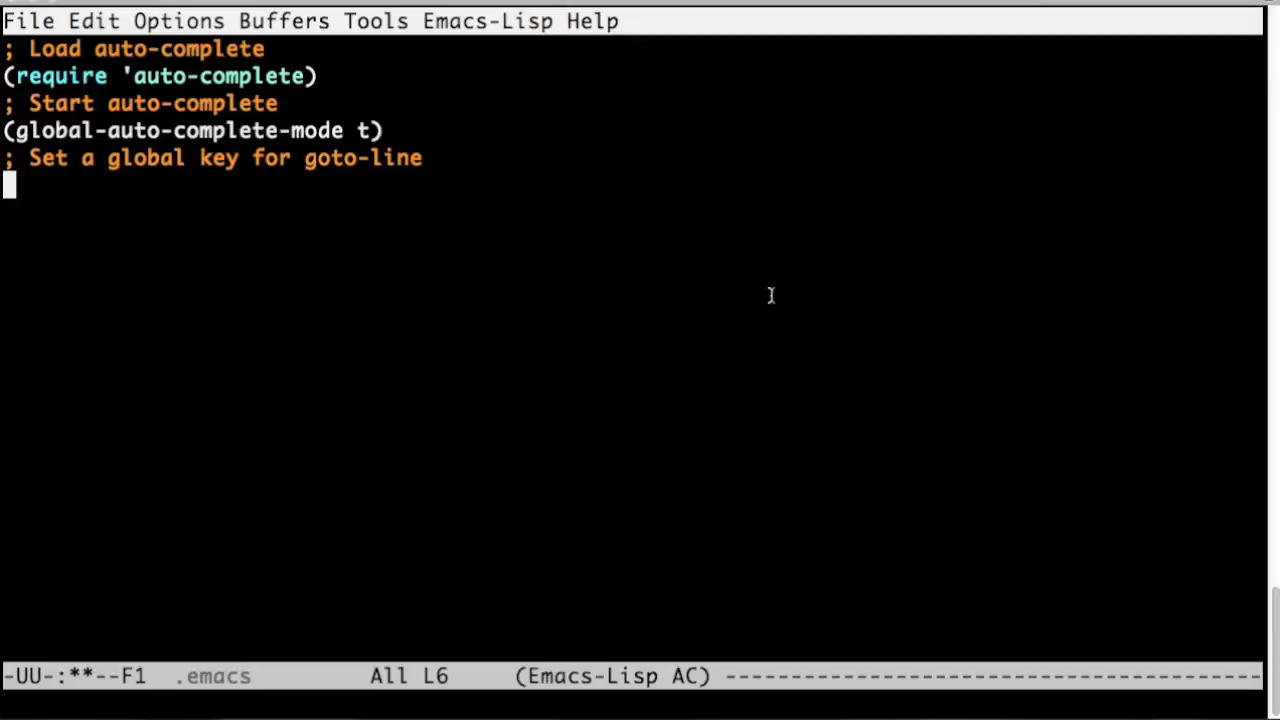 File Edit Options Buffers Tools Emacs-Lisp Help
; Load auto-complete
(require 'auto-complete)
; Start auto-complete
(global-auto-complete-mode t)
; Set a global key for goto-line
-UU-:**--F1 .emacs All L6 (Emacs-Lisp AC) -----------------------------------------